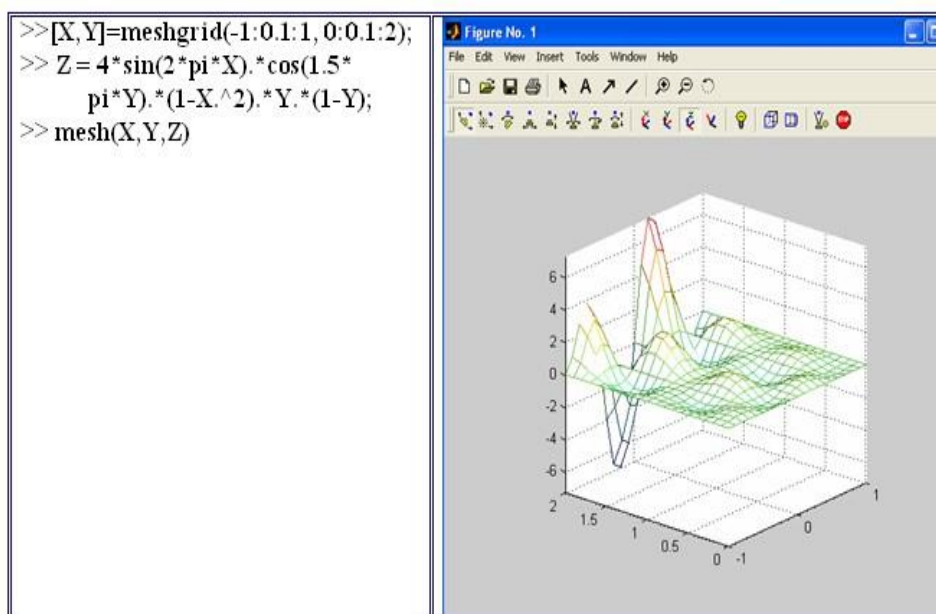 >>[X,Y]=meshgrid(-1:0.1:1, 0:0.1:2);
>> Z = 4*sin(2*pi*X).*cos(1.5*
pi*Y).*(1-X.^2).*Y.*(1-Y);
>> mesh(X,Y,Z)
Figure No. 1
File Edit View Insert Tools Window Help
A
6
4
2
0
-2
-4
-6
2
1.5
1
0.5
0
-1
0
1